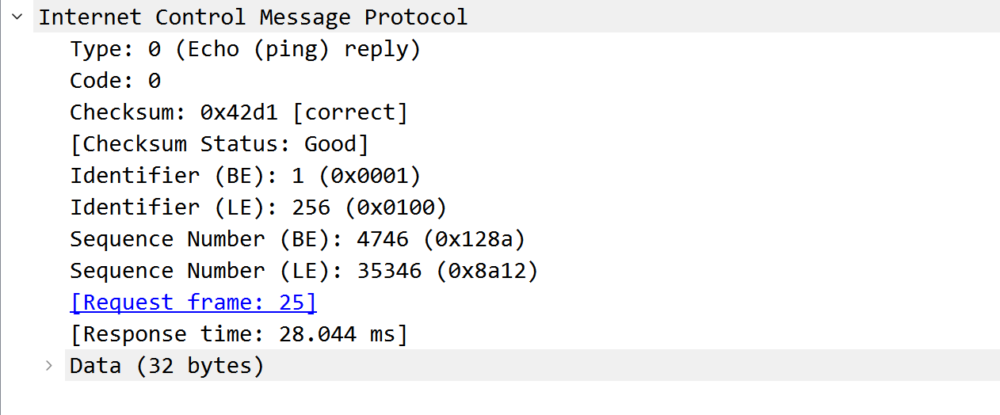 Internet Control Message Protocol
Type: 0 (Echo (ping) reply)
Code: 0
Checksum: 0x42d1 [correct]
[Checksum Status: Good]
Identifier (BE): 1 (0x0001)
Identifier (LE): 256 (0x0100)
Sequence Number (BE): 4746 (0x128a)
Sequence Number (LE): 35346 (0x8a12)
[Request frame: 25]
[Response time: 28.044 ms]
Data (32 bytes)